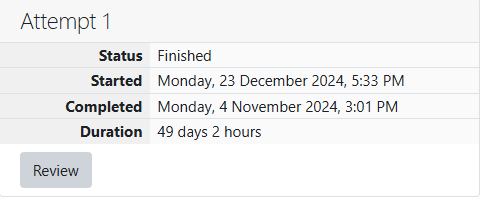 Attempt 1
Status Finished
Started Monday, 23 December 2024, 5:33 PM
Completed Monday, 4 November 2024, 3:01 PM
Duration 49 days 2 hours
Review